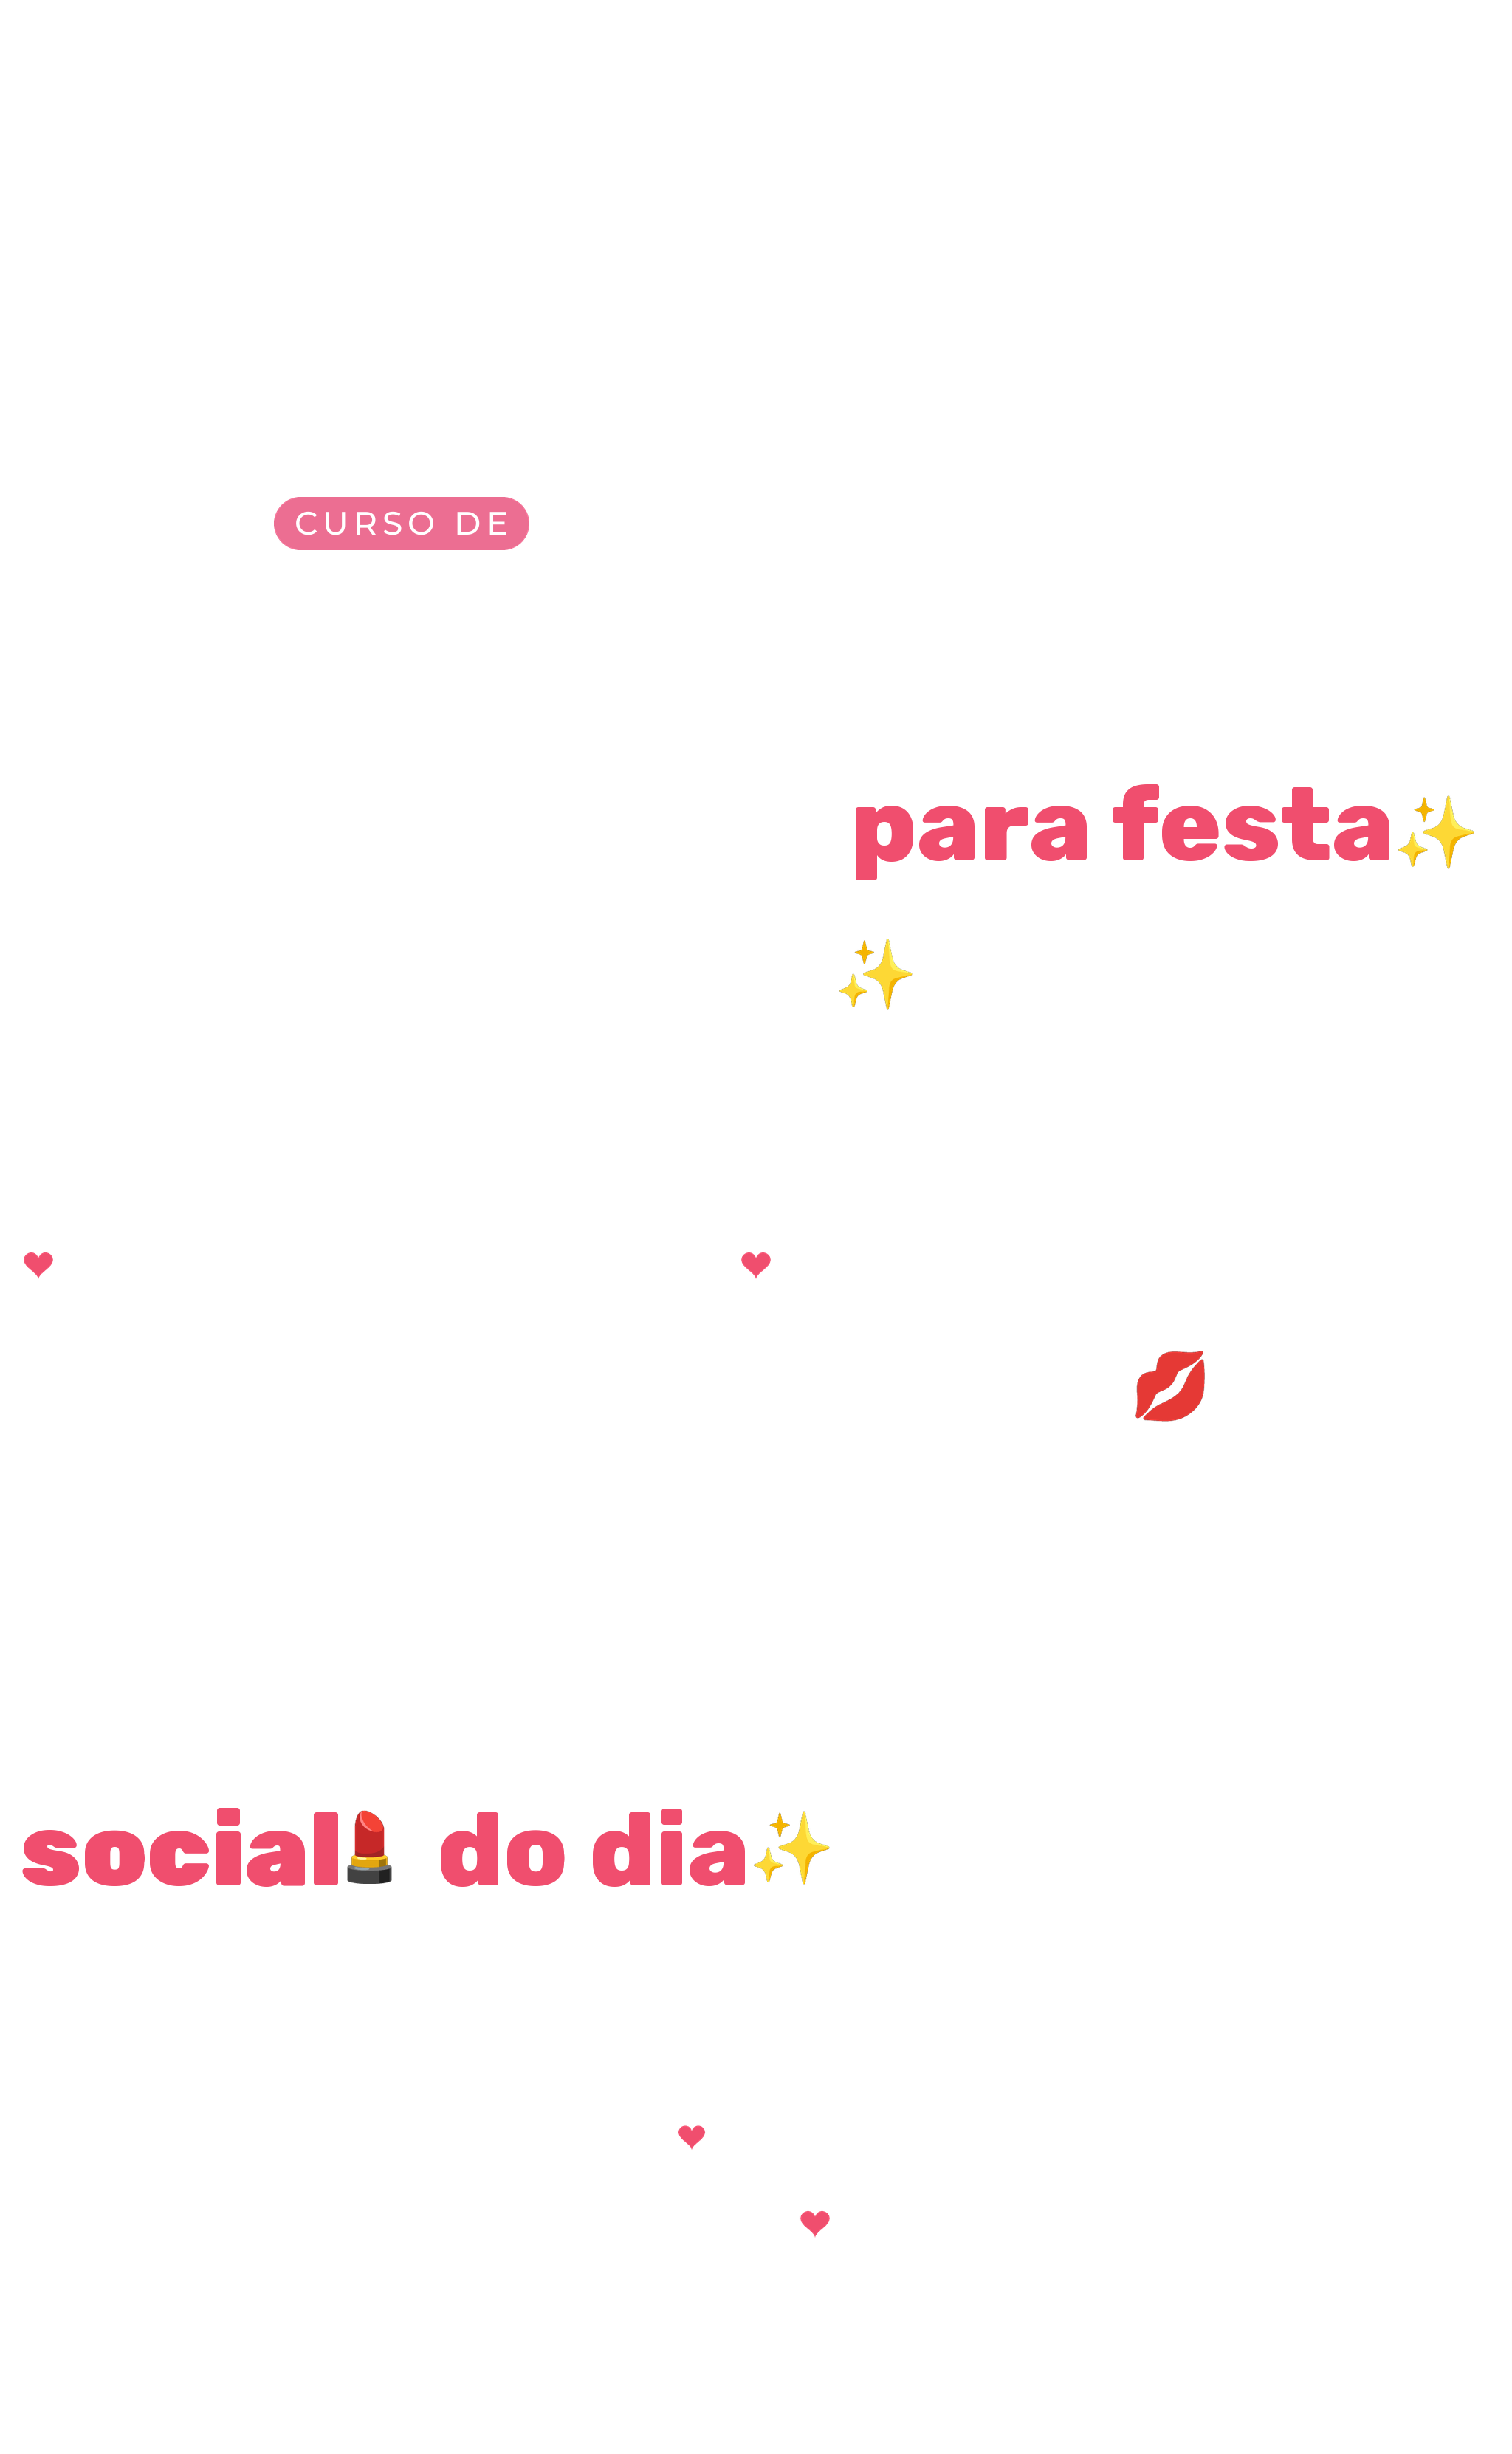 CURSO DE
para festa✨
✨
💋
social💄 do dia✨